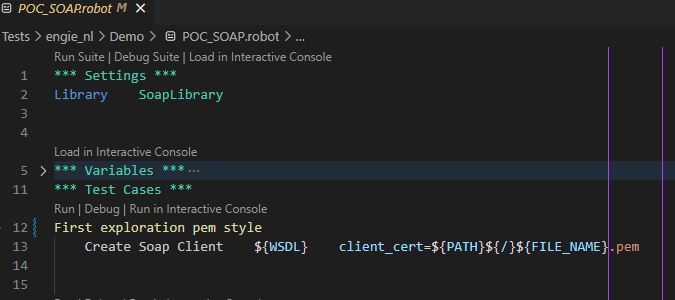 POC_SOAP.robot M ×
Tests > engie_nl > Demo > POC_SOAP.robot > ...
Run Suite | Debug Suite | Load in Interactive Console
1 *** Settings ***
2 Library    SoapLibrary
3
4
Load in Interactive Console
5 > *** Variables ***···
11 *** Test Cases ***
Run | Debug | Run in Interactive Console
12 First exploration pem style
13     Create Soap Client    ${WSDL}    client_cert=${PATH}${/}${FILE_NAME}.pem
14
15